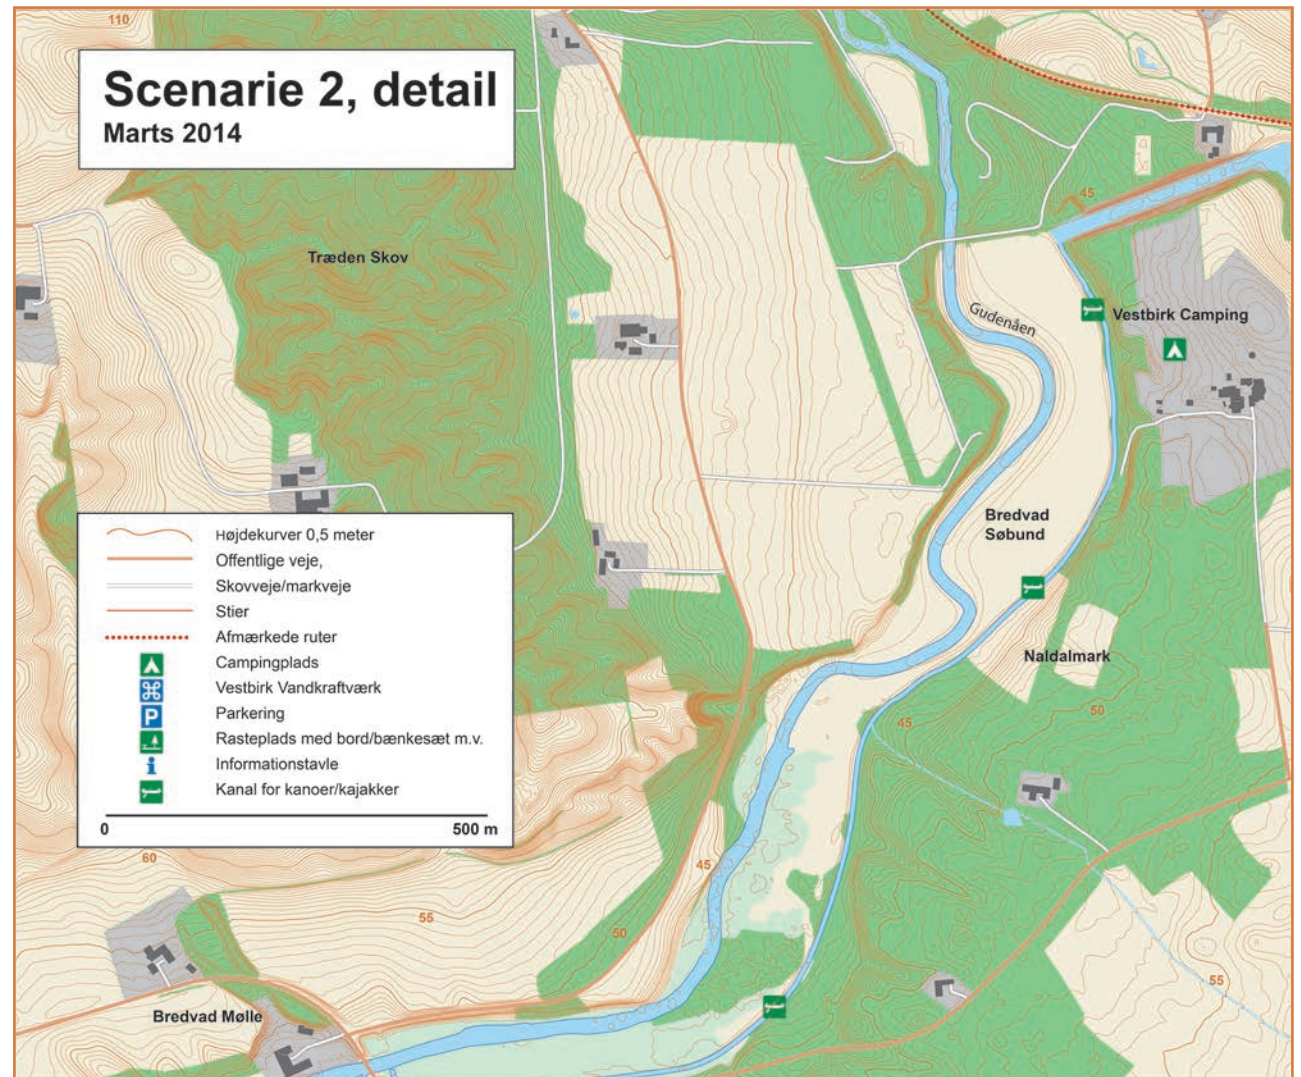 110
Scenarie 2, detail
Marts 2014
45
Træden Skov
Gudenåen
Vestbirk Camping
Bredvad
Søbund
Højdekurver 0,5 meter
Offentlige veje,
Skovveje/markveje
Stier
Afmærkede ruter
Campingplads
Vestbirk Vandkraftværk
P
Parkering
Rasteplads med bord/bænkesæt m.v.
i
Informationstavle
Kanal for kanoer/kajakker
0 500 m
Naldalmark
50
45
60
45
55
50
55
Bredvad Mølle